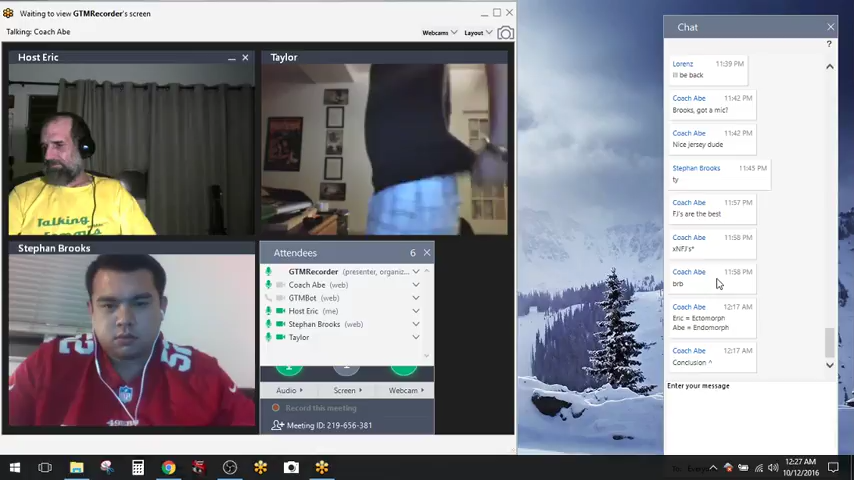 Waiting to view GTMRecorder's screen
Talking: Coach Abe
Webcams
Layout
Host Eric
Taylor
Talking
Stephan Brooks
49ERS
Attendees
6
GTMRecorder (presenter, organiz...
Coach Abe (web)
GTMBot (web)
Host Eric (me)
Stephan Brooks (web)
Taylor
Audio
Screen
Webcam
Record this meeting
Meeting ID: 219-656-381
Chat
?
Lorenz 11:39 PM
Ill be back
Coach Abe 11:42 PM
Brooks, got a mic?
Coach Abe 11:42 PM
Nice jersey dude
Stephan Brooks 11:45 PM
ty
Coach Abe 11:57 PM
FJ's are the best
Coach Abe 11:58 PM
xNFJ's*
Coach Abe 11:58 PM
brb
Coach Abe 12:17 AM
Eric = Ectomorph
Abe = Endomorph
Coach Abe 12:17 AM
Conclusion ^
Enter your message
To:
12:27 AM
10/12/2016